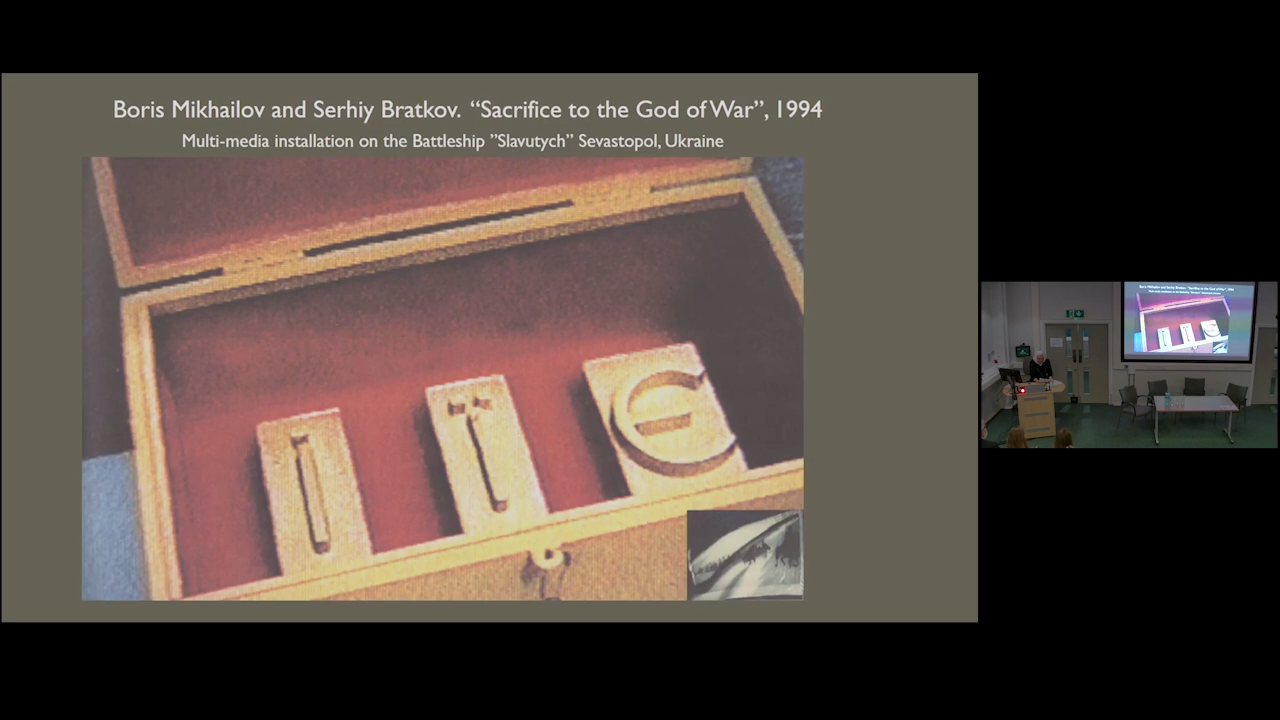 Boris Mikhailov and Serhiy Bratkov. “Sacrifice to the God of War”, 1994
Multi-media installation on the Battleship ”Slavutych” Sevastopol, Ukraine
І Ї Є